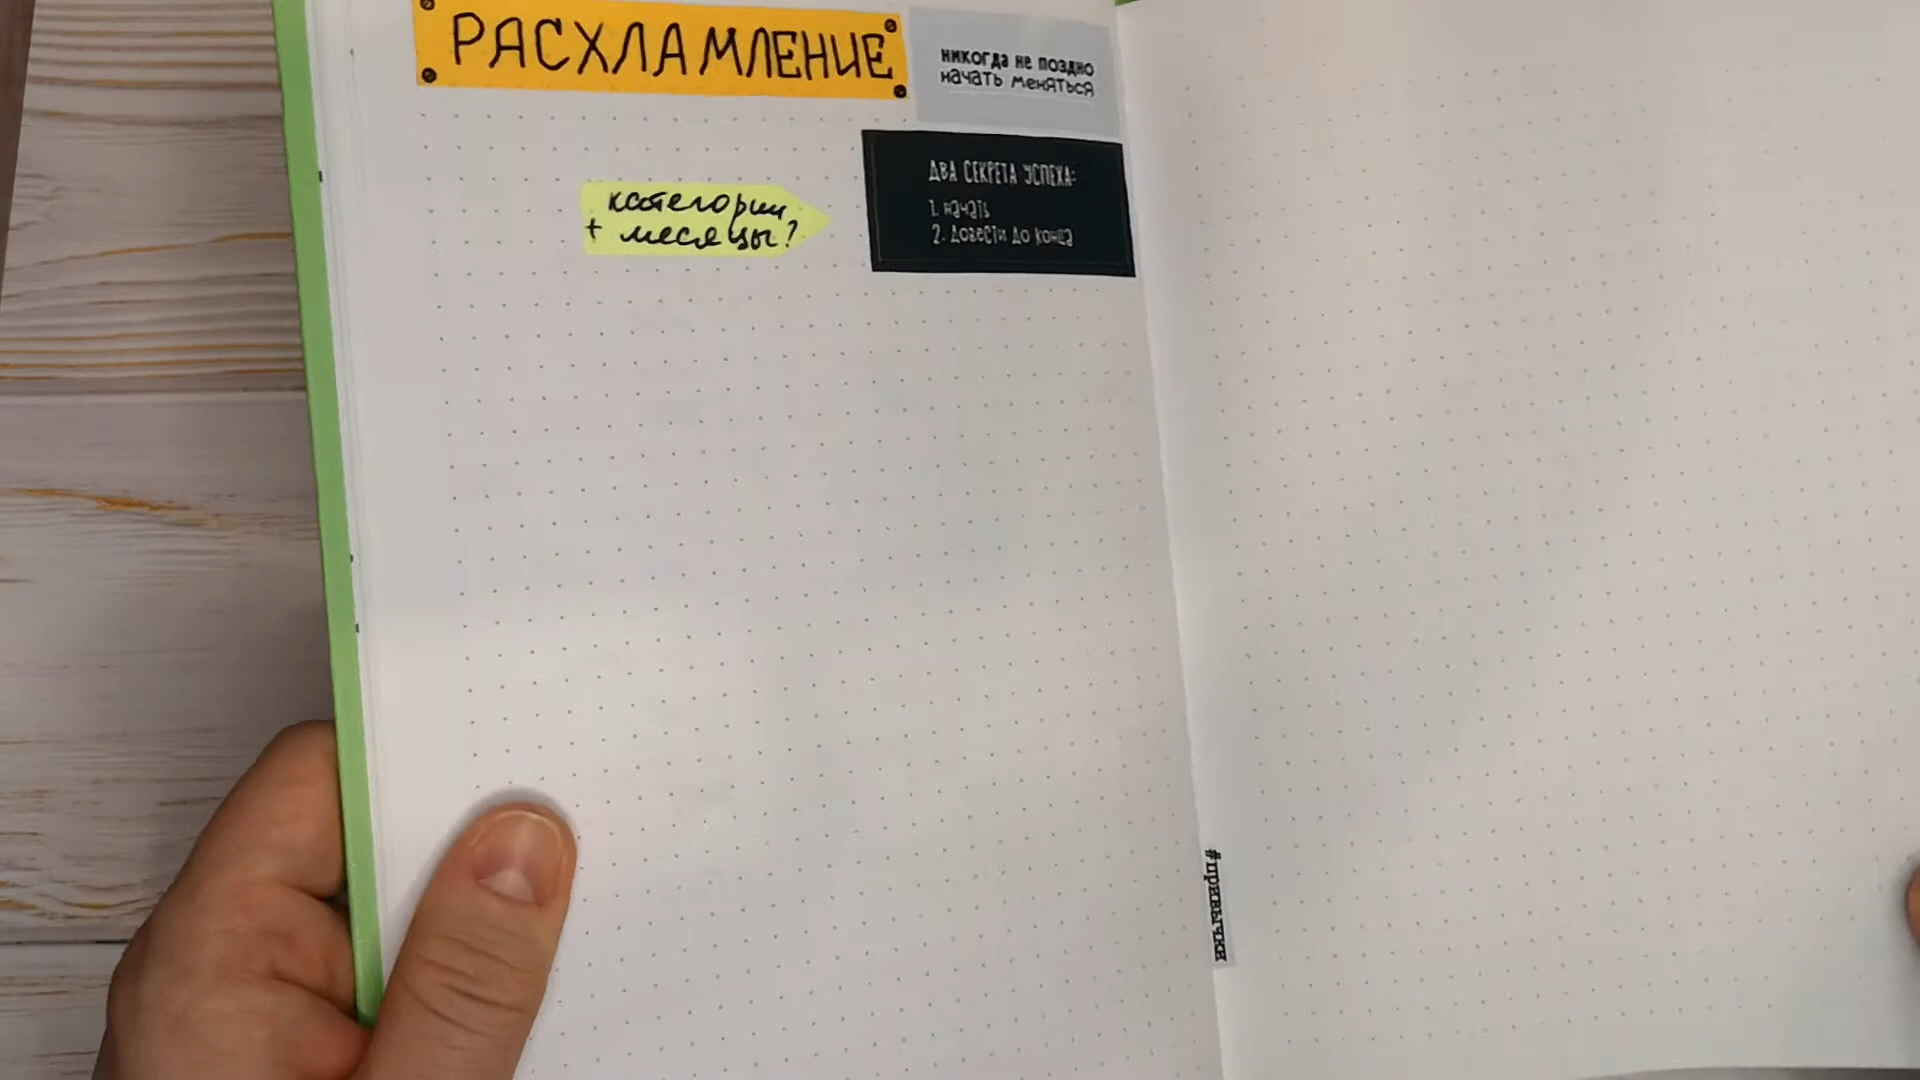 РАСХЛАМЛЕНИЕ
никогда не поздно
начать меняться
ДВА СЕКРЕТА УСПЕХА:
1. начать
2. довести до конца
категории
+ месяцы?
#привычки